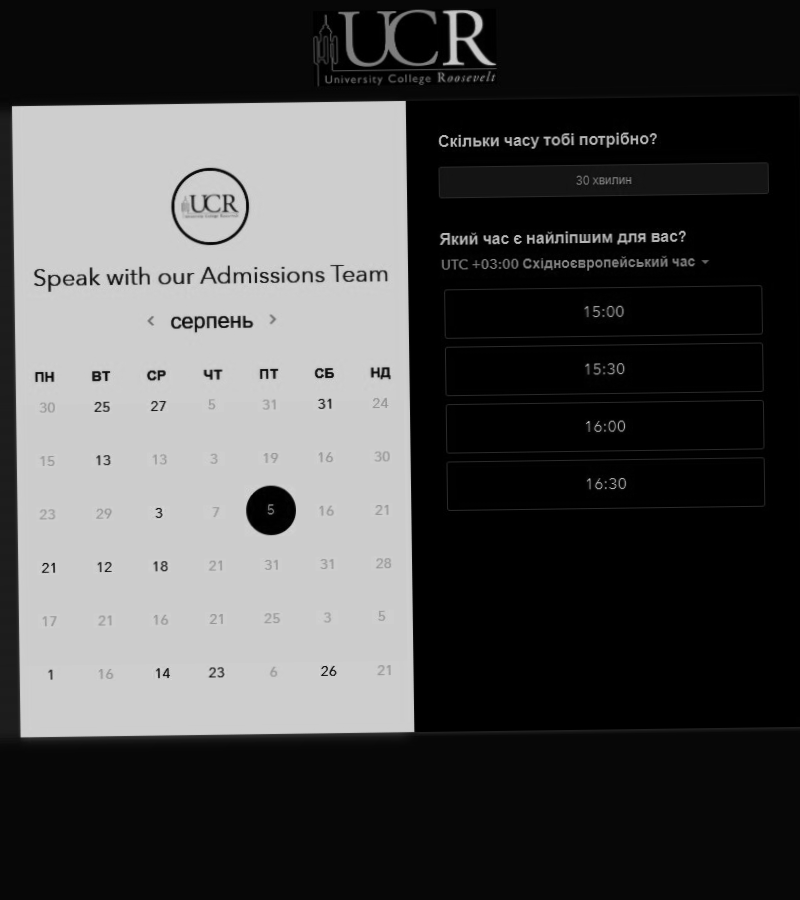 UCR
University College Roosevelt
UCR
Speak with our Admissions Team
серпень
ПН ВТ СР ЧТ ПТ СБ НД
30 25 27 5 31 31 24
15 13 13 3 19 16 30
23 29 3 7 5 16 21
21 12 18 21 31 31 28
17 21 16 21 25 3 5
1 16 14 23 6 26 21
Скільки часу тобі потрібно?
30 хвилин
Який час є найліпшим для вас?
UTC +03:00 Східноєвропейський час
15:00
15:30
16:00
16:30